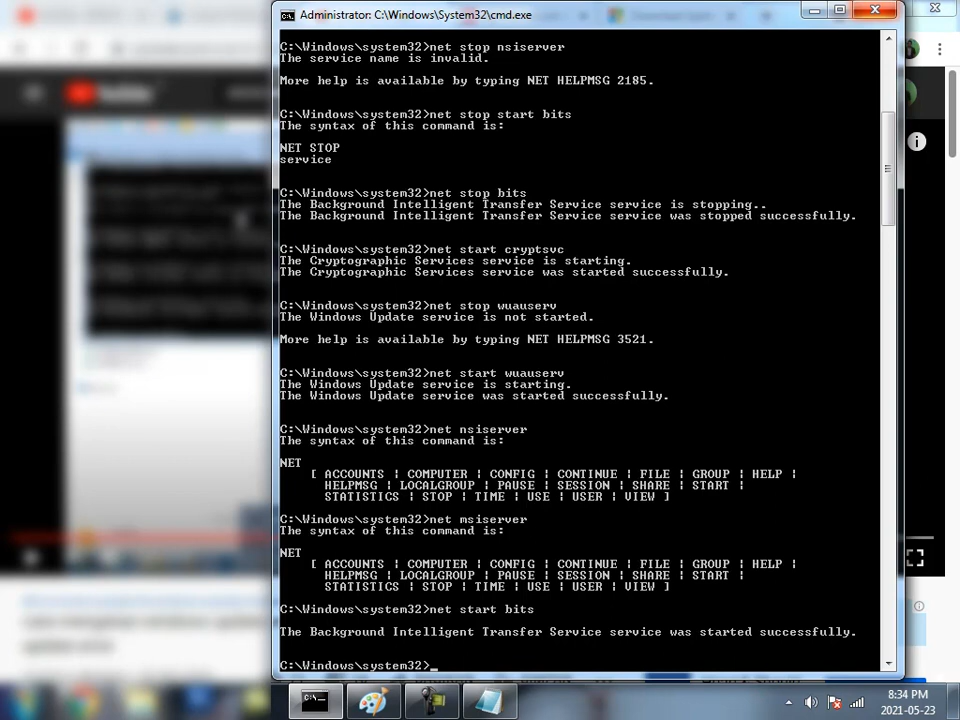 Administrator: C:\Windows\System32\cmd.exe
C:\Windows\system32>net stop nsiserver
The service name is invalid.
More help is available by typing NET HELPMSG 2185.
C:\Windows\system32>net stop start bits
The syntax of this command is:
NET STOP
service
C:\Windows\system32>net stop bits
The Background Intelligent Transfer Service service is stopping..
The Background Intelligent Transfer Service service was stopped successfully.
C:\Windows\system32>net start cryptsvc
The Cryptographic Services service is starting.
The Cryptographic Services service was started successfully.
C:\Windows\system32>net stop wuauserv
The Windows Update service is not started.
More help is available by typing NET HELPMSG 3521.
C:\Windows\system32>net start wuauserv
The Windows Update service is starting.
The Windows Update service was started successfully.
C:\Windows\system32>net nsiserver
The syntax of this command is:
NET
[ ACCOUNTS ¦ COMPUTER ¦ CONFIG ¦ CONTINUE ¦ FILE ¦ GROUP ¦ HELP ¦
HELPMSG ¦ LOCALGROUP ¦ PAUSE ¦ SESSION ¦ SHARE ¦ START ¦
STATISTICS ¦ STOP ¦ TIME ¦ USE ¦ USER ¦ VIEW ]
C:\Windows\system32>net msiserver
The syntax of this command is:
NET
[ ACCOUNTS ¦ COMPUTER ¦ CONFIG ¦ CONTINUE ¦ FILE ¦ GROUP ¦ HELP ¦
HELPMSG ¦ LOCALGROUP ¦ PAUSE ¦ SESSION ¦ SHARE ¦ START ¦
STATISTICS ¦ STOP ¦ TIME ¦ USE ¦ USER ¦ VIEW ]
C:\Windows\system32>net start bits
The Background Intelligent Transfer Service service was started successfully.
C:\Windows\system32>_
8:34 PM
2021-05-23